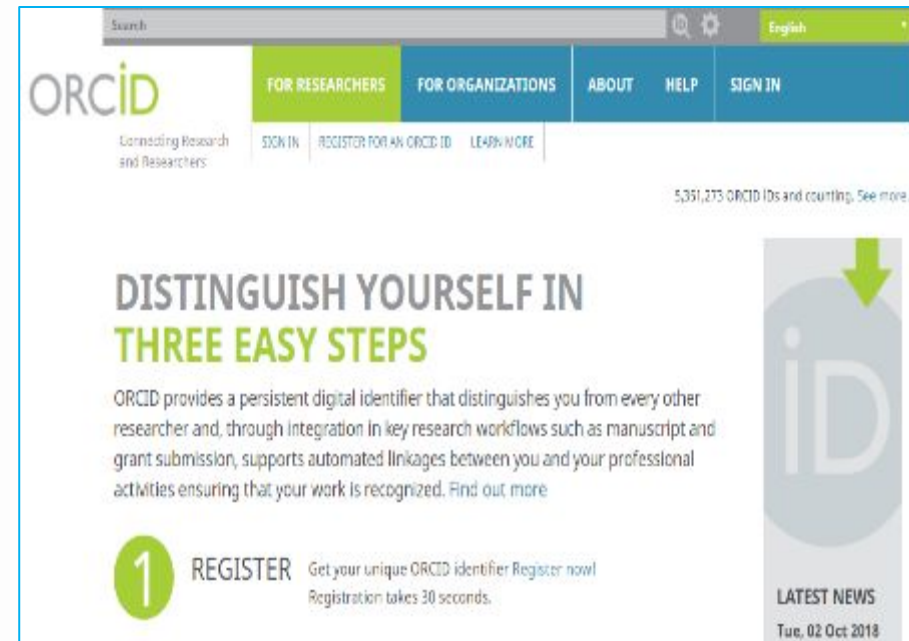 Search
English
ORCID
FOR RESEARCHERS
FOR ORGANIZATIONS
ABOUT
HELP
SIGN IN
Connecting Research
and Researchers
SIGN IN
REGISTER FOR AN ORCID ID
LEARN MORE
5,351,273 ORCID iDs and counting. See more.
DISTINGUISH YOURSELF IN
THREE EASY STEPS
ORCID provides a persistent digital identifier that distinguishes you from every other
researcher and, through integration in key research workflows such as manuscript and
grant submission, supports automated linkages between you and your professional
activities ensuring that your work is recognized. Find out more
1
REGISTER
Get your unique ORCID identifier Register now!
Registration takes 30 seconds.
iD
LATEST NEWS
Tue, 02 Oct 2018